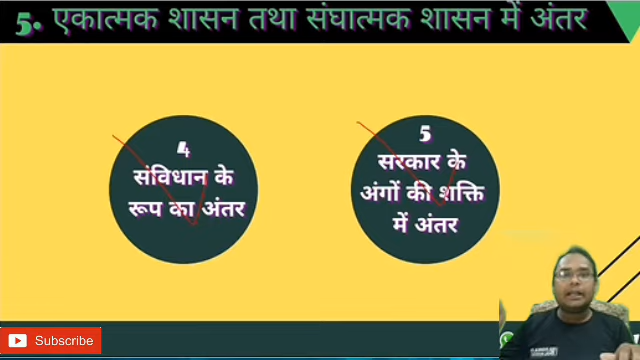 5. एकात्मक शासन तथा संघात्मक शासन में अंतर
4
संविधान के
रूप का अंतर
5
सरकार के
अंगों की शक्ति
में अंतर
Subscribe